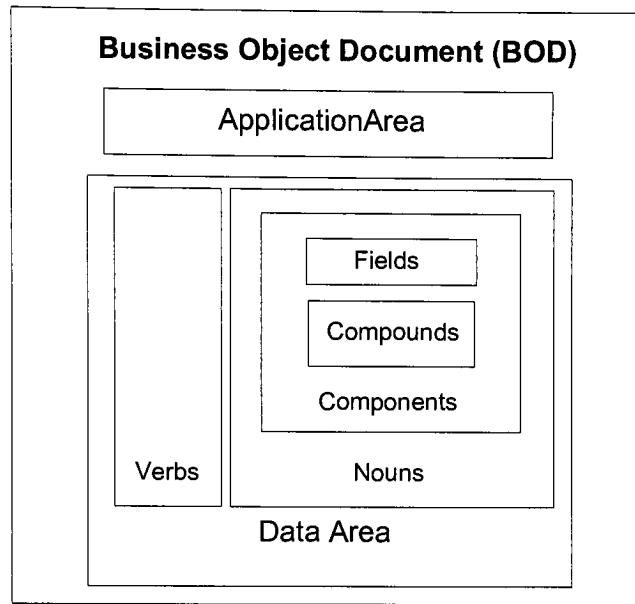 Business Object Document (BOD)
ApplicationArea
Fields
Compounds
Components
Verbs
Nouns
Data Area